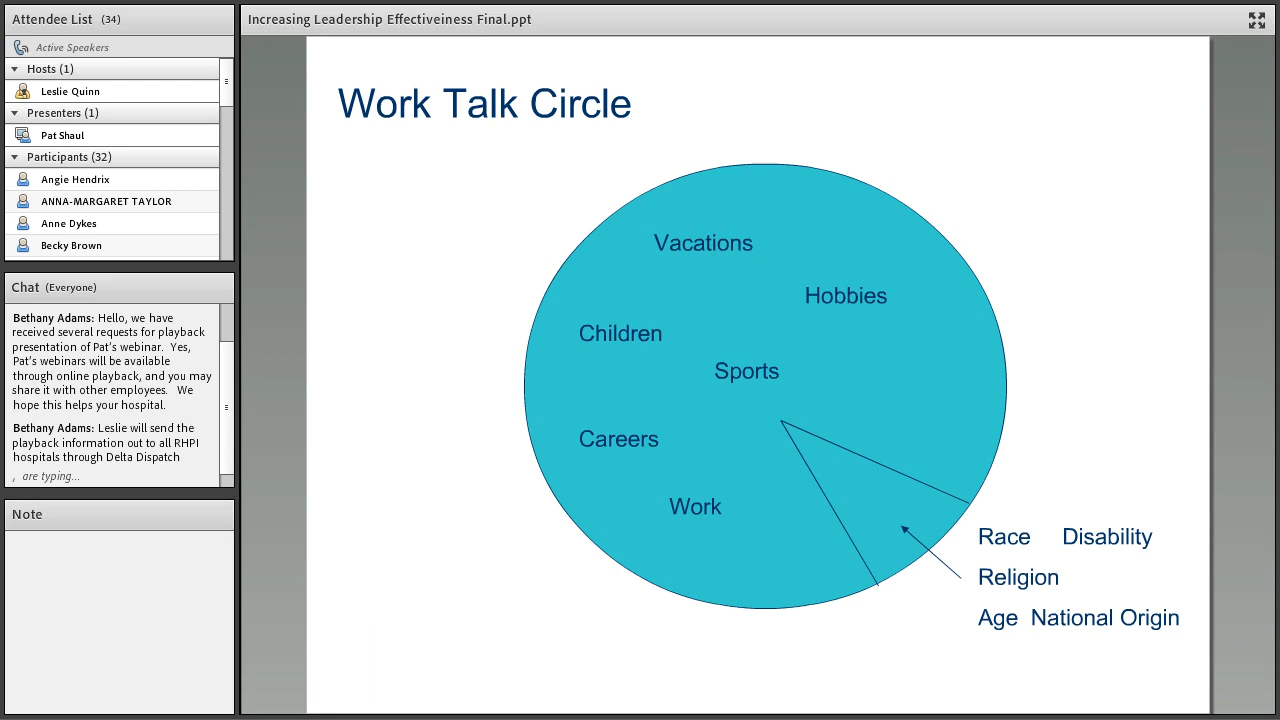 Attendee List (34)
Active Speakers
Hosts (1)
Leslie Quinn
Presenters (1)
Pat Shaul
Participants (32)
Angie Hendrix
ANNA-MARGARET TAYLOR
Anne Dykes
Becky Brown
Chat (Everyone)
Bethany Adams: Hello, we have
received several requests for playback
presentation of Pat's webinar. Yes,
Pat's webinars will be available
through online playback, and you may
share it with other employees. We
hope this helps your hospital.
Bethany Adams: Leslie will send the
playback information out to all RHPI
hospitals through Delta Dispatch
, are typing...
Note
Increasing Leadership Effectiveiness Final.ppt
Work Talk Circle
Vacations
Hobbies
Children
Sports
Careers
Work
Race Disability
Religion
Age National Origin